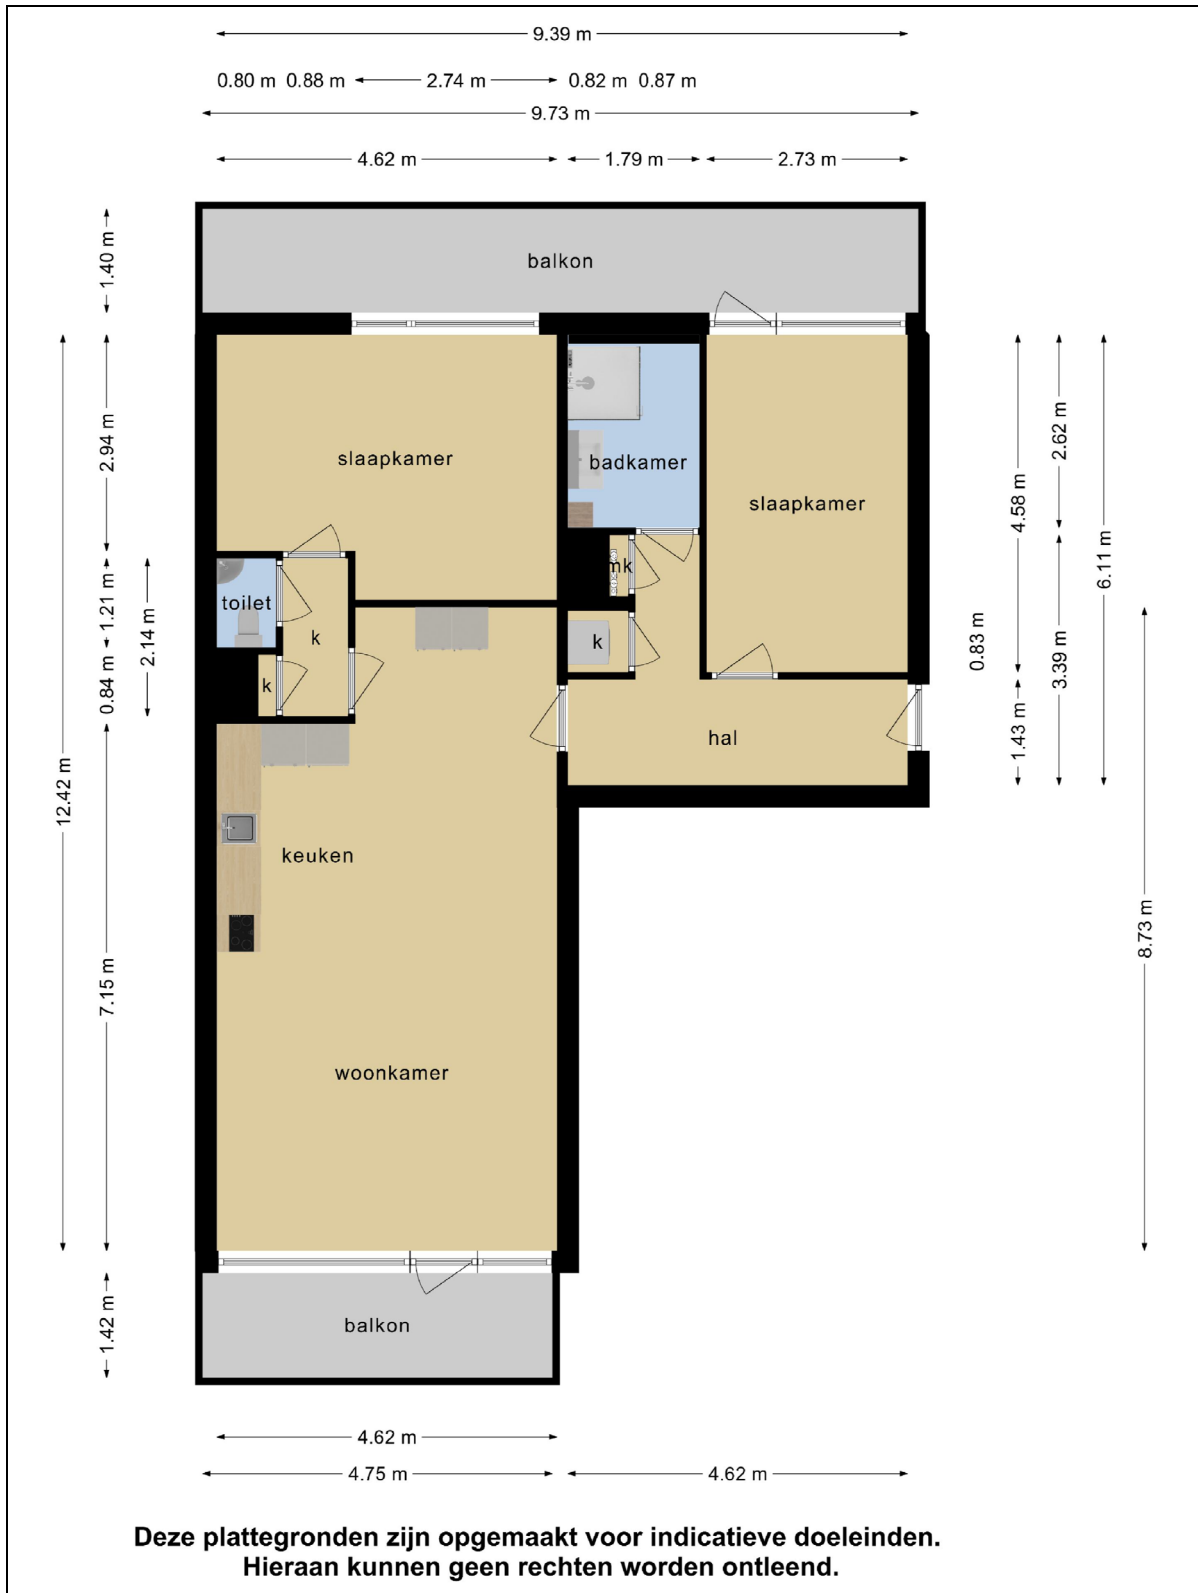 9.39 m
0.80 m 0.88 m 2.74 m 0.82 m 0.87 m
9.73 m
4.62 m 1.79 m 2.73 m
1.40 m
balkon
2.94 m
slaapkamer
badkamer
slaapkamer
4.58 m
2.62 m
6.11 m
1.21 m
2.14 m
toilet
k
mk
k
0.83 m
3.39 m
0.84 m
k
1.43 m
hal
12.42 m
keuken
8.73 m
7.15 m
woonkamer
1.42 m
balkon
4.62 m
4.75 m 4.62 m
Deze plattegronden zijn opgemaakt voor indicatieve doeleinden.
Hieraan kunnen geen rechten worden ontleend.